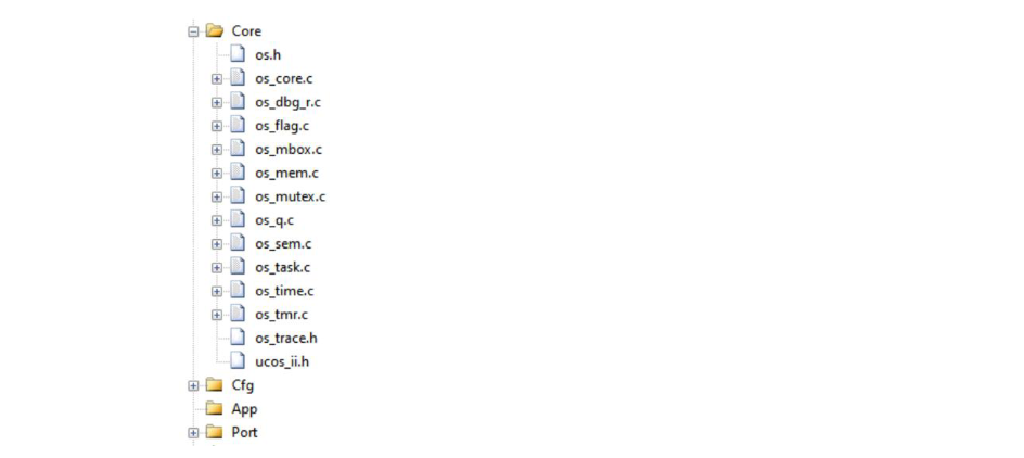 Core
os.h
os_core.c
os_dbg_r.c
os_flag.c
os_mbox.c
os_mem.c
os_mutex.c
os_q.c
os_sem.c
os_task.c
os_time.c
os_tmr.c
os_trace.h
ucos_ii.h
Cfg
App
Port